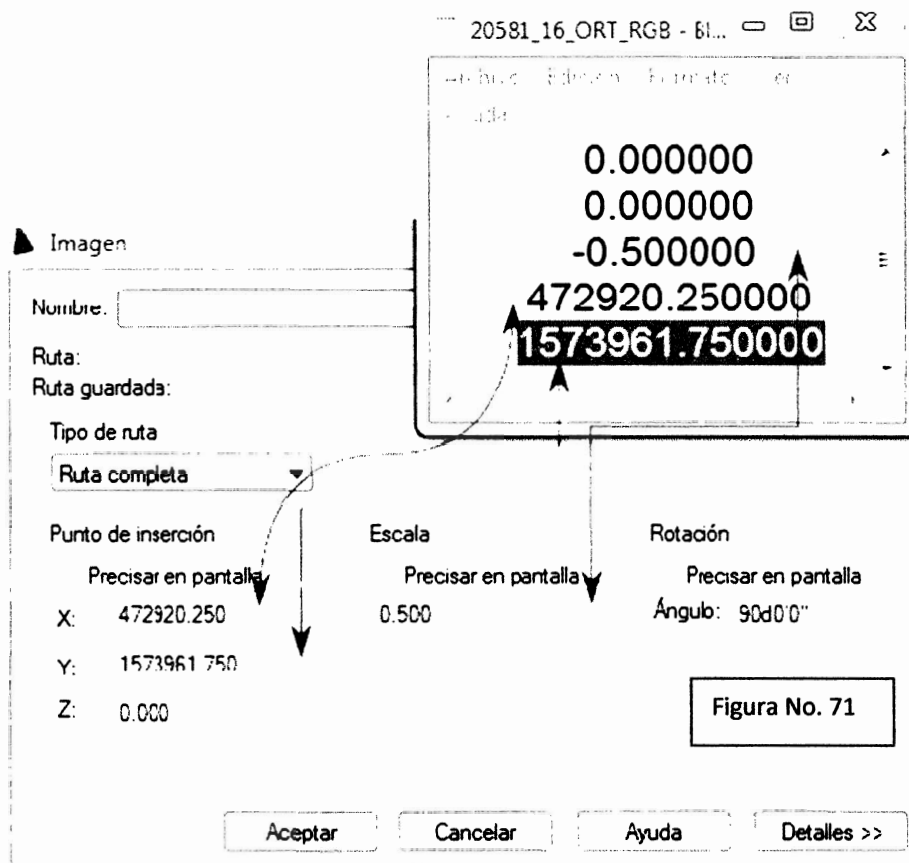 20581_16_ORT_RGB - Bl...
Edición Formato
0.000000
0.000000
-0.500000
472920.250000
1573961.750000
Imagen
Nombre:
Ruta:
Ruta guardada:
Tipo de ruta
Ruta completa
Punto de inserción Escala Rotación
Precisar en pantalla Precisar en pantalla Precisar en pantalla
X: 472920.250 0.500 Ángulo: 90d0'0"
Y: 1573961.750
Z: 0.000
Figura No. 71
Aceptar Cancelar Ayuda Detalles >>